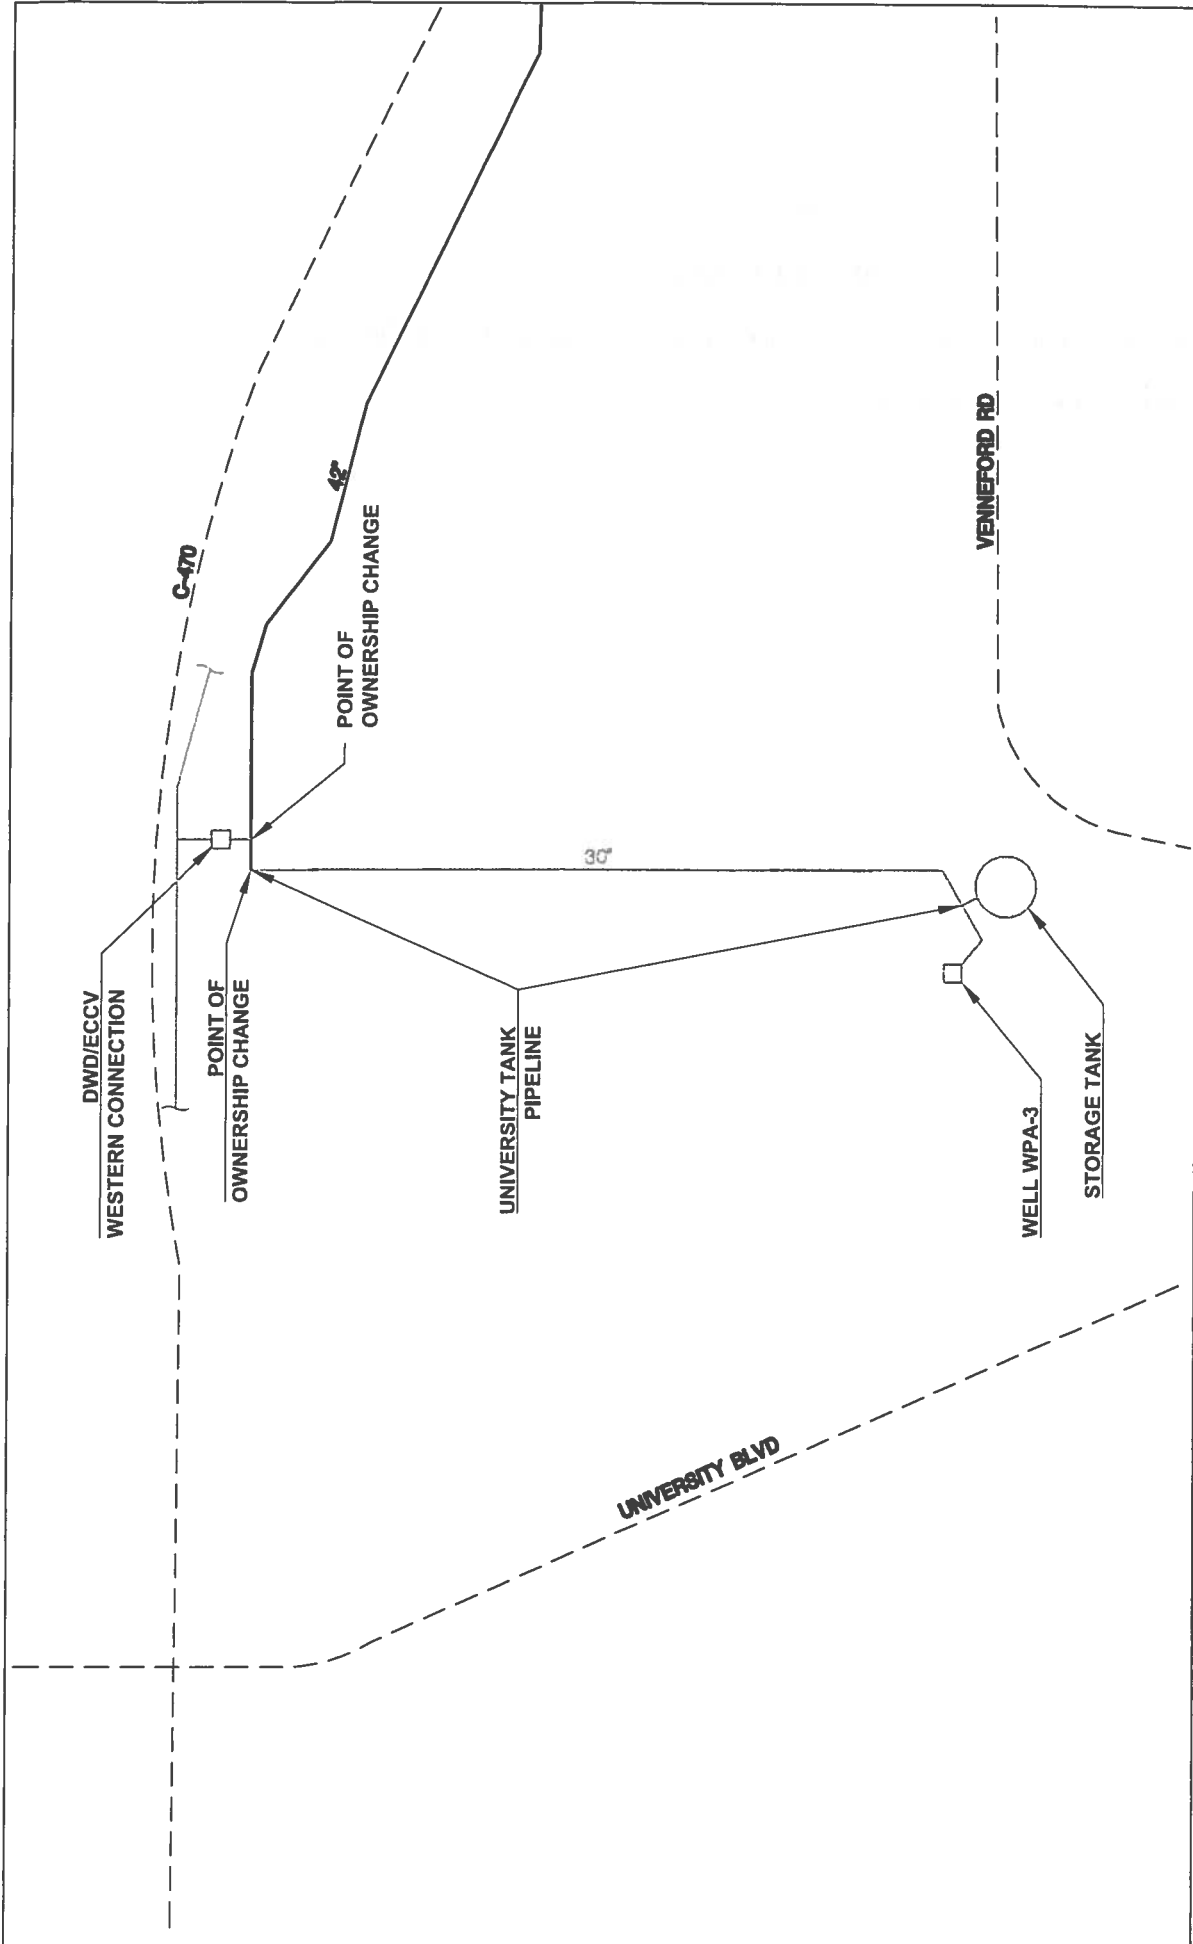 DWD/ECCV
WESTERN CONNECTION
POINT OF
OWNERSHIP CHANGE
C-470
42"
POINT OF
OWNERSHIP CHANGE
UNIVERSITY TANK
PIPELINE
30"
UNIVERSITY BLVD
VENNEFORD RD
WELL WPA-3
STORAGE TANK